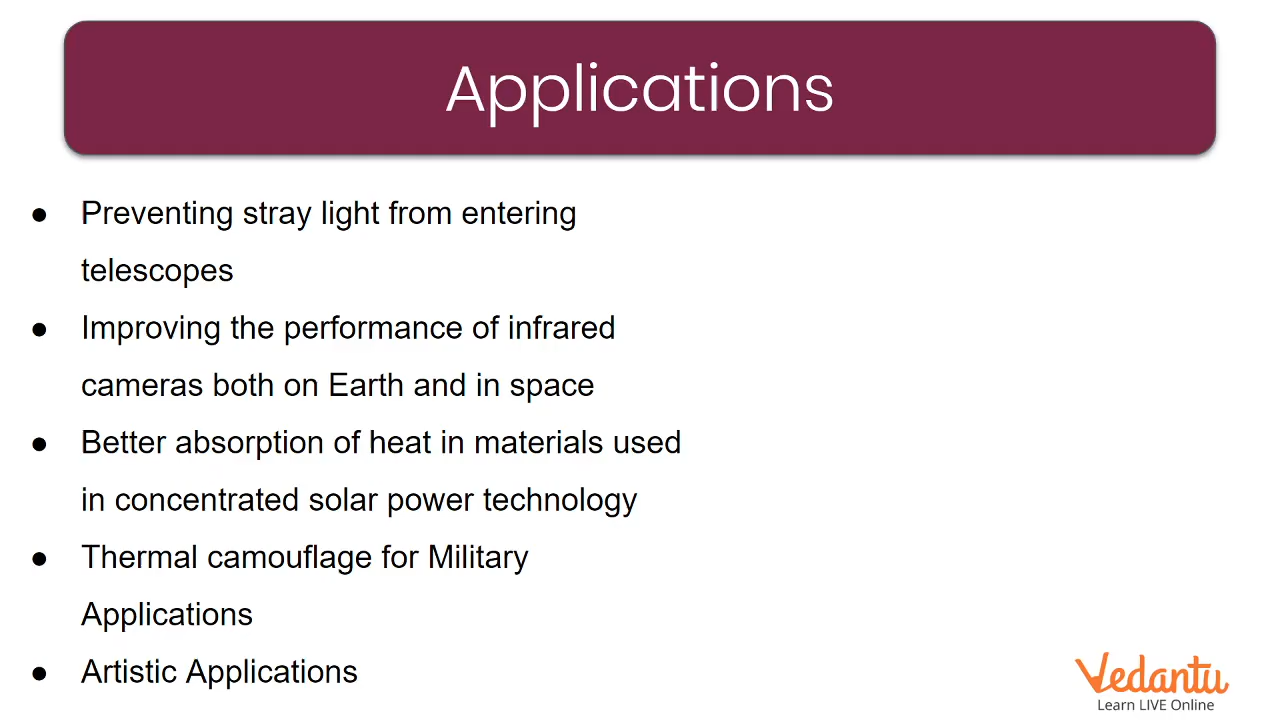 Applications
● Preventing stray light from entering
telescopes
● Improving the performance of infrared
cameras both on Earth and in space
● Better absorption of heat in materials used
in concentrated solar power technology
● Thermal camouflage for Military
Applications
● Artistic Applications
Vedantu
Learn LIVE Online